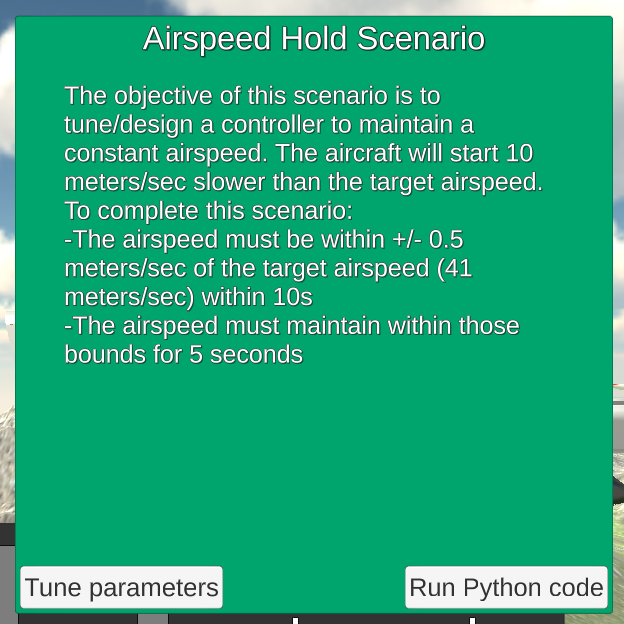 Airspeed Hold Scenario
The objective of this scenario is to
tune/design a controller to maintain a
constant airspeed. The aircraft will start 10
meters/sec slower than the target airspeed.
To complete this scenario:
-The airspeed must be within +/- 0.5
meters/sec of the target airspeed (41
meters/sec) within 10s
-The airspeed must maintain within those
bounds for 5 seconds
Tune parameters
Run Python code